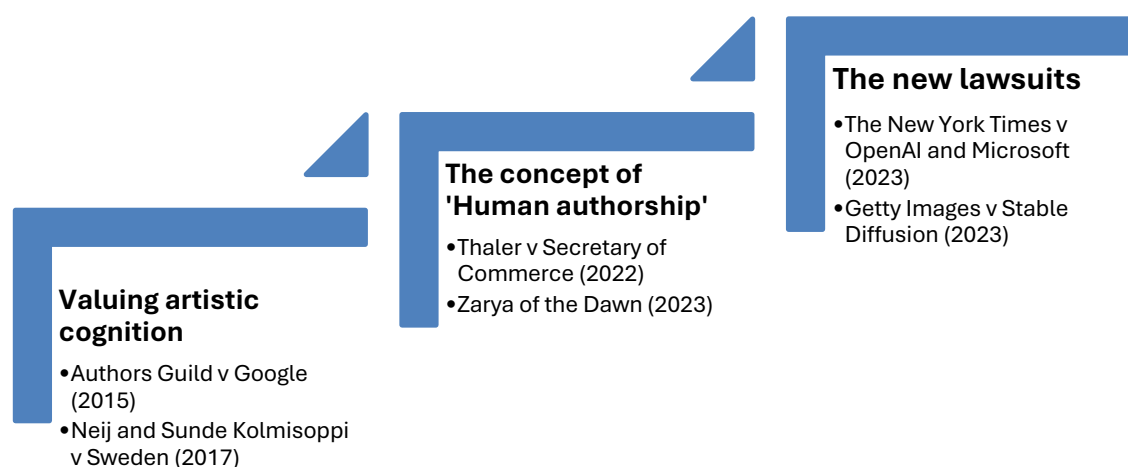 Valuing artistic
cognition
•Authors Guild v Google
(2015)
•Neij and Sunde Kolmisoppi
v Sweden (2017)
The concept of
'Human authorship'
•Thaler v Secretary of
Commerce (2022)
•Zarya of the Dawn (2023)
The new lawsuits
•The New York Times v
OpenAI and Microsoft
(2023)
•Getty Images v Stable
Diffusion (2023)